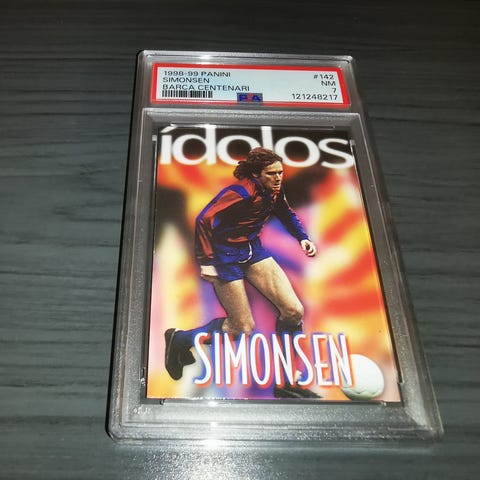 1998-99 PANINI #142
SIMONSEN NM
BARCA CENTENARI 7
PSA 121248217
ídolos
SIMONSEN